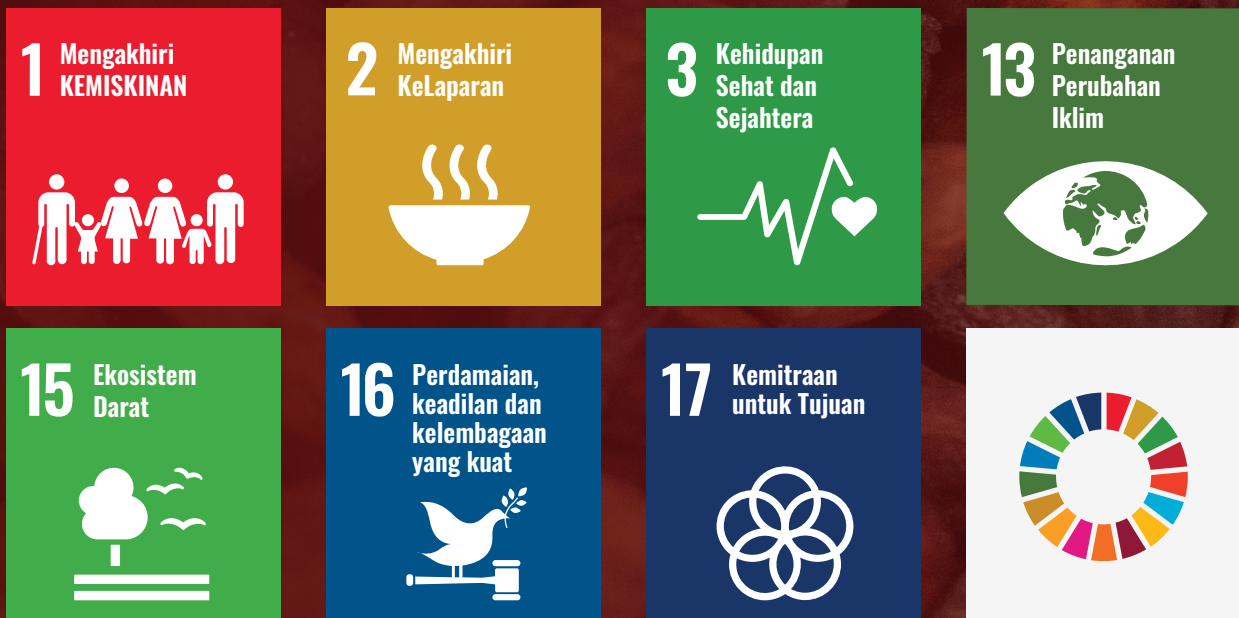 1 Mengakhiri
KEMISKINAN
2 Mengakhiri
KeLaparan
3 Kehidupan
Sehat dan
Sejahtera
13 Penanganan
Perubahan
Iklim
15 Ekosistem
Darat
16 Perdamaian,
keadilan dan
kelembagaan
yang kuat
17 Kemitraan
untuk Tujuan